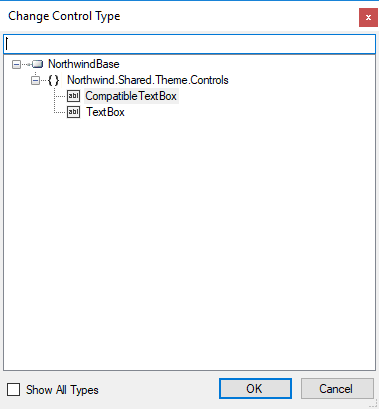 Change Control Type
x
NorthwindBase
{ } Northwind.Shared.Theme.Controls
abl CompatibleTextBox
abl TextBox
Show All Types
OK
Cancel